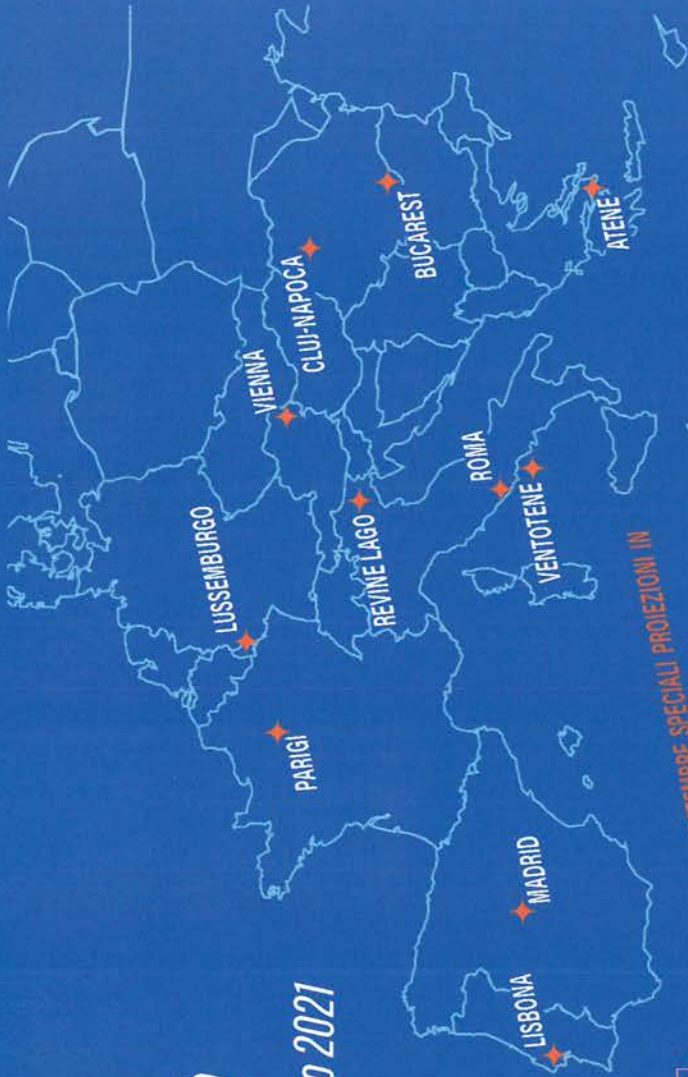 2021
LUSSEMBURGO
VIENNA
PARIGI
CLUJ-NAPOCA
REVINE LAGO
BUCAREST
ROMA
LISBONA
MADRID
VENTOTENE
ATENE
SPECIALI PROIEZIONI IN